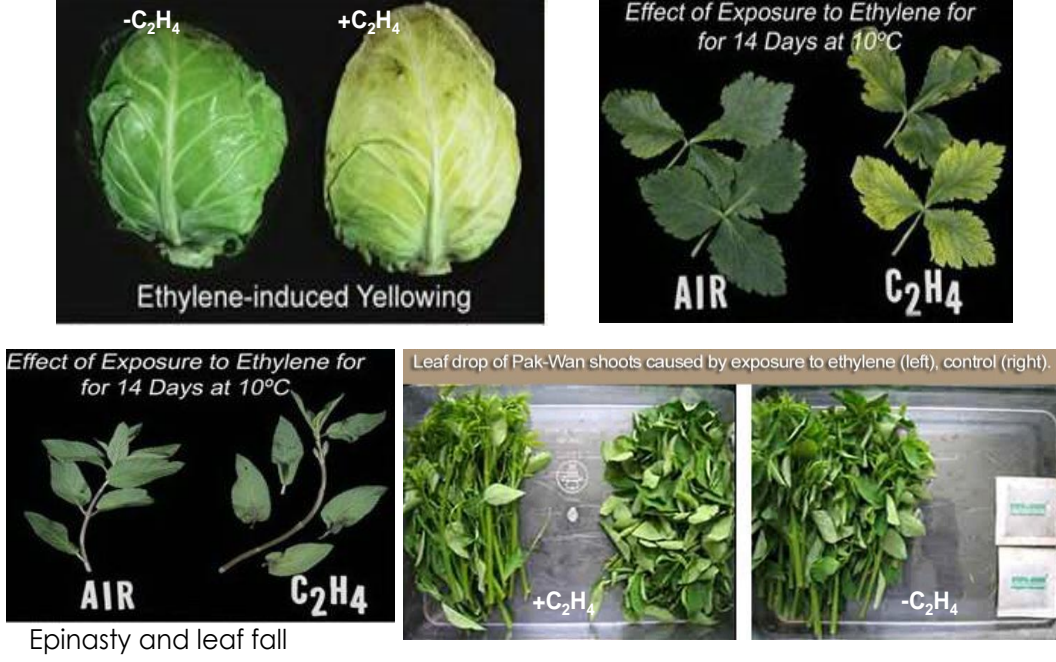 -C₂H₄
+C₂H₄
Ethylene-induced Yellowing
Effect of Exposure to Ethylene for
for 14 Days at 10ºC
AIR
C₂H₄
Effect of Exposure to Ethylene for
for 14 Days at 10ºC
AIR
C₂H₄
Epinasty and leaf fall
Leaf drop of Pak-Wan shoots caused by exposure to ethylene (left), control (right).
+C₂H₄
-C₂H₄